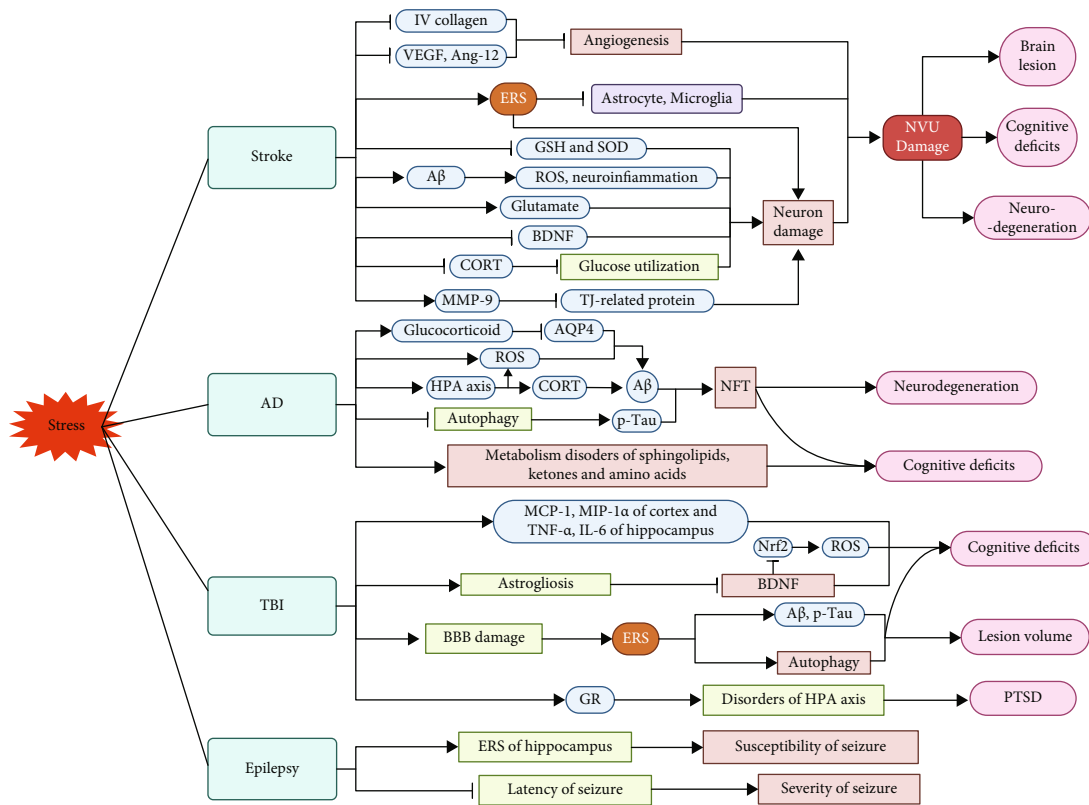 Stress
Stroke
IV collagen
VEGF, Ang-12
Angiogenesis
ERS
Astrocyte, Microglia
GSH and SOD
Aβ
ROS, neuroinfiammation
Glutamate
BDNF
CORT
Glucose utilization
MMP-9
TJ-related protein
Neuron
damage
NVU
Damage
Brain
lesion
Cognitive
deficits
Neuro-
-degeneration
AD
Glucocorticoid
AQP4
ROS
HPA axis
CORT
Aβ
Autophagy
p-Tau
NFT
Metabolism disoders of sphingolipids,
ketones and amino acids
Neurodegeneration
Cognitive deficits
TBI
MCP-1, MIP-1α of cortex and
TNF-α, IL-6 of hippocampus
Nrf2
ROS
Astrogliosis
BDNF
BBB damage
ERS
Aβ, p-Tau
Autophagy
GR
Disorders of HPA axis
Cognitive deficits
Lesion volume
PTSD
Epilepsy
ERS of hippocampus
Susceptibility of seizure
Latency of seizure
Severity of seizure